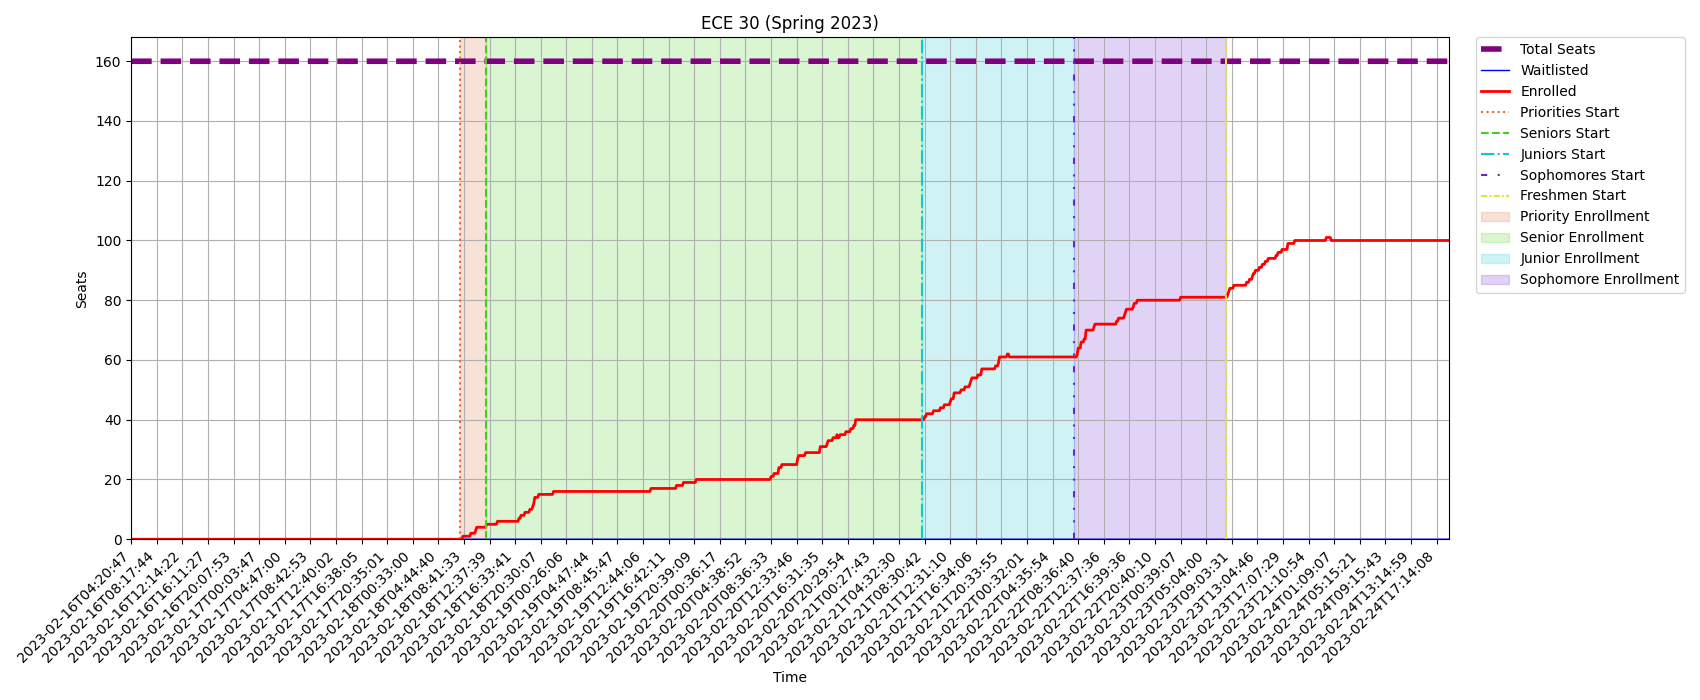 ECE 30 (Spring 2023)
Total Seats
Waitlisted
Enrolled
Priorities Start
Seniors Start
Juniors Start
Sophomores Start
Freshmen Start
Priority Enrollment
Senior Enrollment
Junior Enrollment
Sophomore Enrollment
Seats
160
140
120
100
80
60
40
20
0
2023-02-16T04:20:47
2023-02-16T08:17:44
2023-02-16T12:14:22
2023-02-16T16:11:27
2023-02-16T20:07:53
2023-02-17T00:03:47
2023-02-17T04:47:00
2023-02-17T08:42:53
2023-02-17T12:40:02
2023-02-17T16:38:05
2023-02-17T20:35:01
2023-02-18T00:33:00
2023-02-18T04:44:40
2023-02-18T08:41:33
2023-02-18T12:37:39
2023-02-18T16:33:41
2023-02-18T20:30:07
2023-02-19T00:26:06
2023-02-19T04:47:44
2023-02-19T08:45:47
2023-02-19T12:44:06
2023-02-19T16:42:11
2023-02-19T20:39:09
2023-02-20T00:36:17
2023-02-20T04:38:52
2023-02-20T08:36:33
2023-02-20T12:33:46
2023-02-20T16:31:35
2023-02-20T20:29:54
2023-02-21T00:27:43
2023-02-21T04:32:30
2023-02-21T08:30:42
2023-02-21T12:31:10
2023-02-21T16:34:06
2023-02-21T20:33:55
2023-02-22T00:32:01
2023-02-22T04:35:54
2023-02-22T08:36:40
2023-02-22T12:37:36
2023-02-22T16:39:36
2023-02-22T20:40:10
2023-02-23T00:39:07
2023-02-23T05:04:00
2023-02-23T09:03:31
2023-02-23T13:04:46
2023-02-23T17:07:29
2023-02-23T21:10:54
2023-02-24T01:09:07
2023-02-24T05:15:21
2023-02-24T09:15:43
2023-02-24T13:14:59
2023-02-24T17:14:08
Time